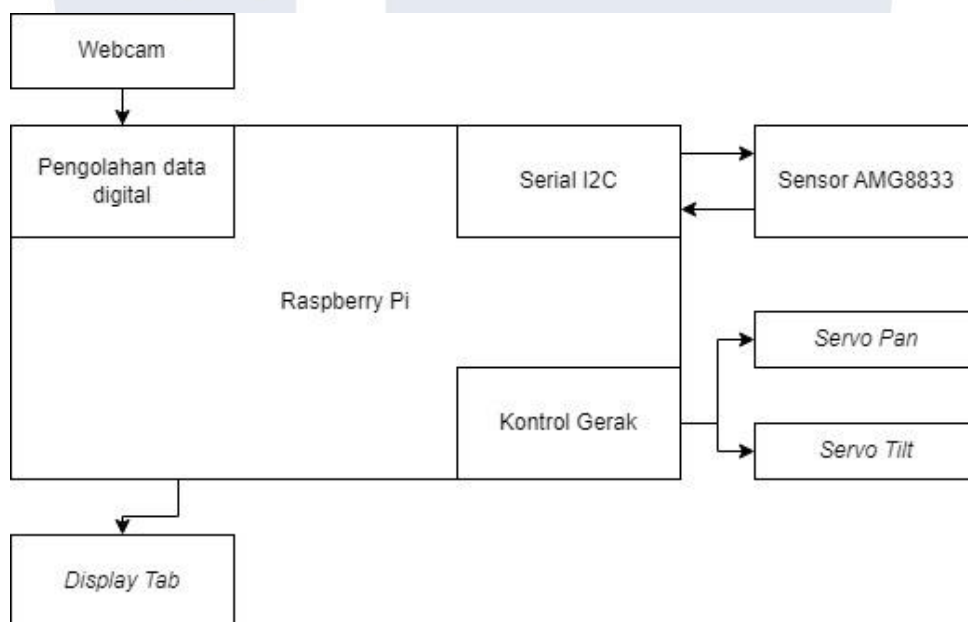 Webcam
Pengolahan data
digital
Serial I2C
Sensor AMG8833
Raspberry Pi
Servo Pan
Kontrol Gerak
Servo Tilt
Display Tab